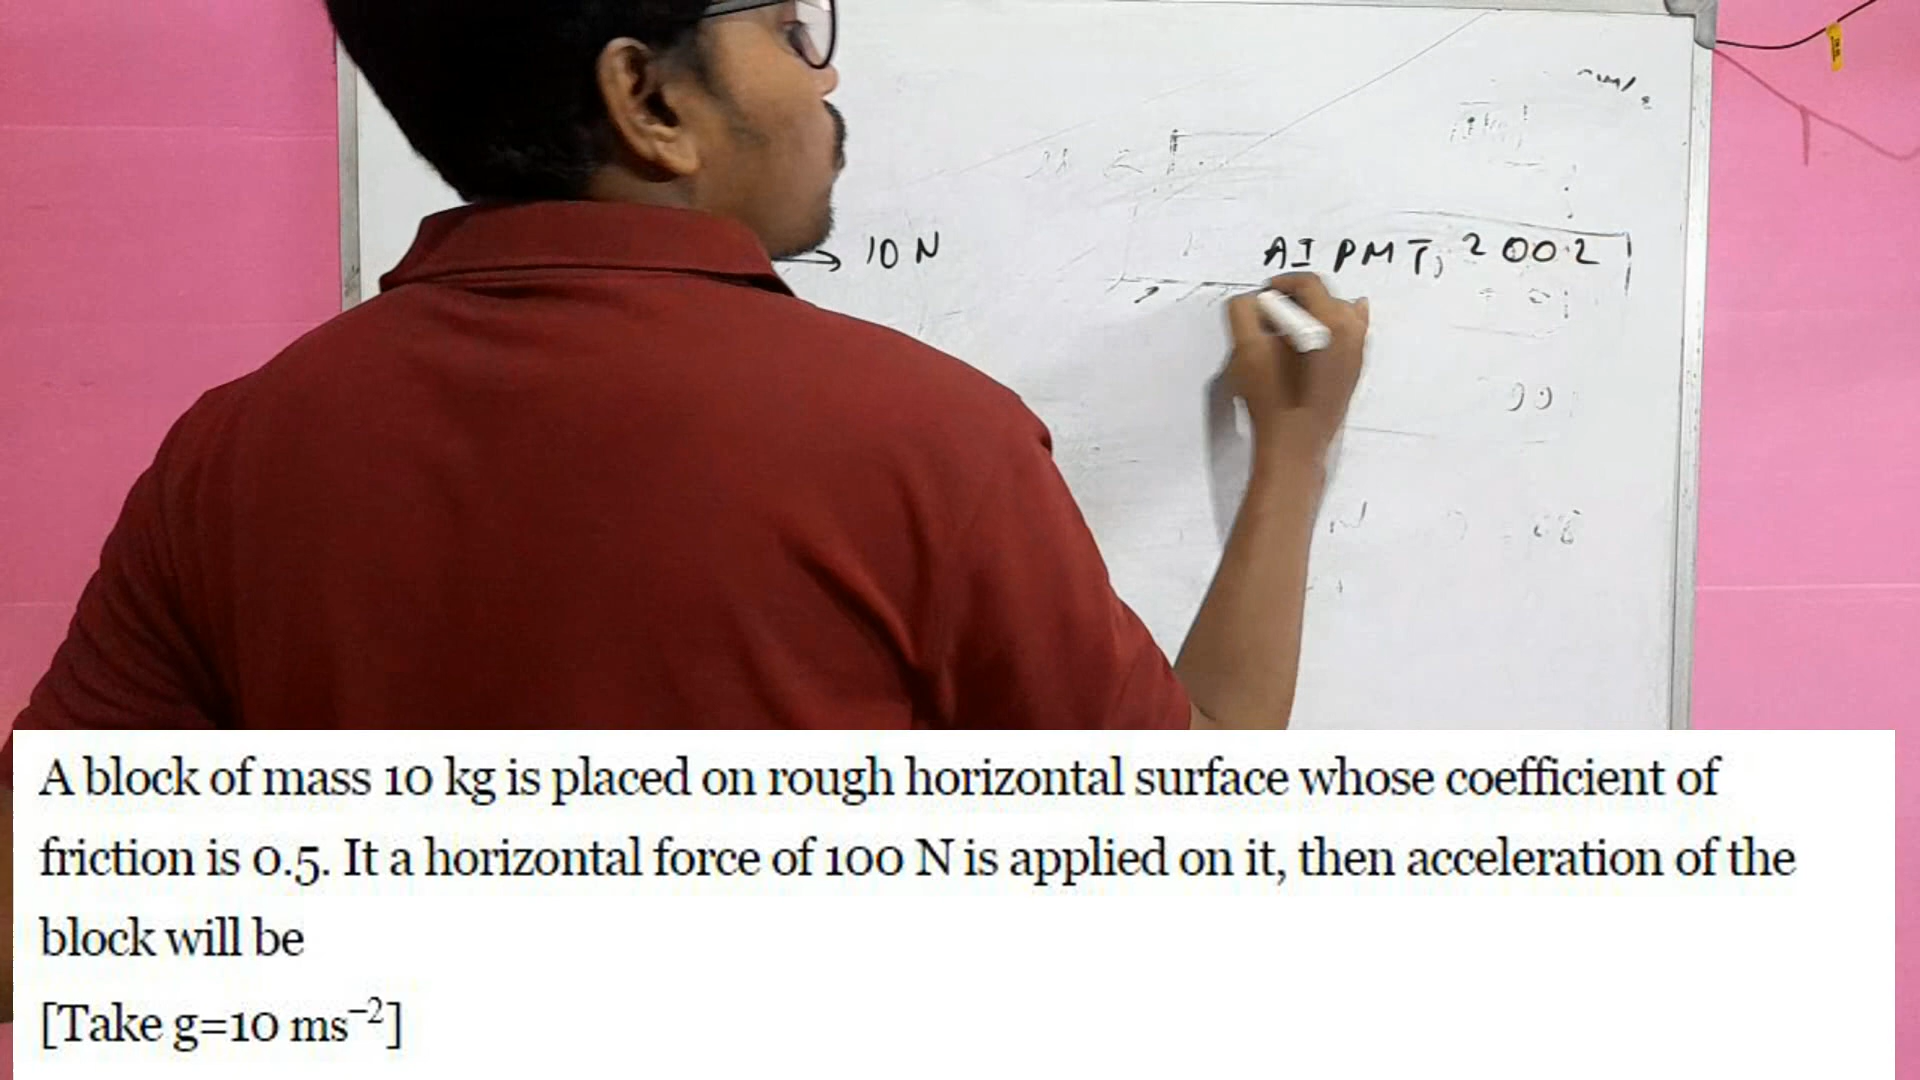 10 N
AIPMT, 2002
A block of mass 10 kg is placed on rough horizontal surface whose coefficient of
friction is 0.5. It a horizontal force of 100 N is applied on it, then acceleration of the
block will be
[Take g=10 ms⁻²]